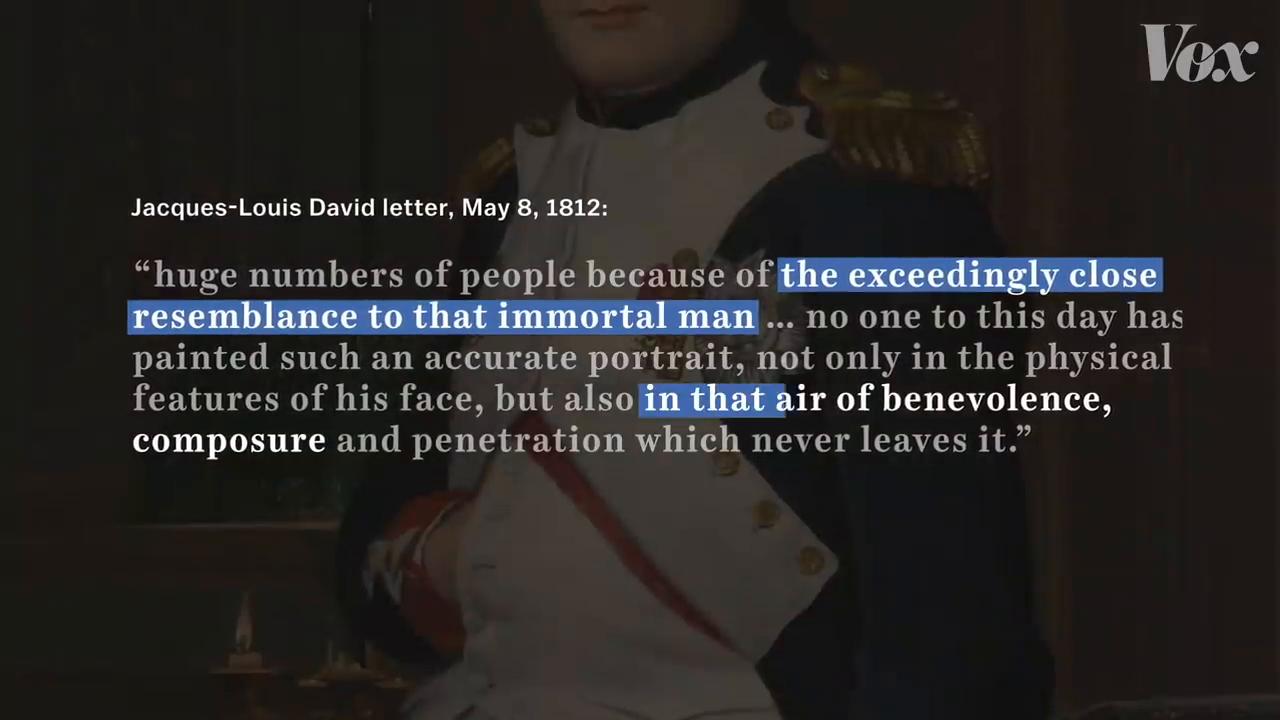 Vox
Jacques-Louis David letter, May 8, 1812:
“huge numbers of people because of the exceedingly close
resemblance to that immortal man ... no one to this day has
painted such an accurate portrait, not only in the physical
features of his face, but also in that air of benevolence,
composure and penetration which never leaves it.”